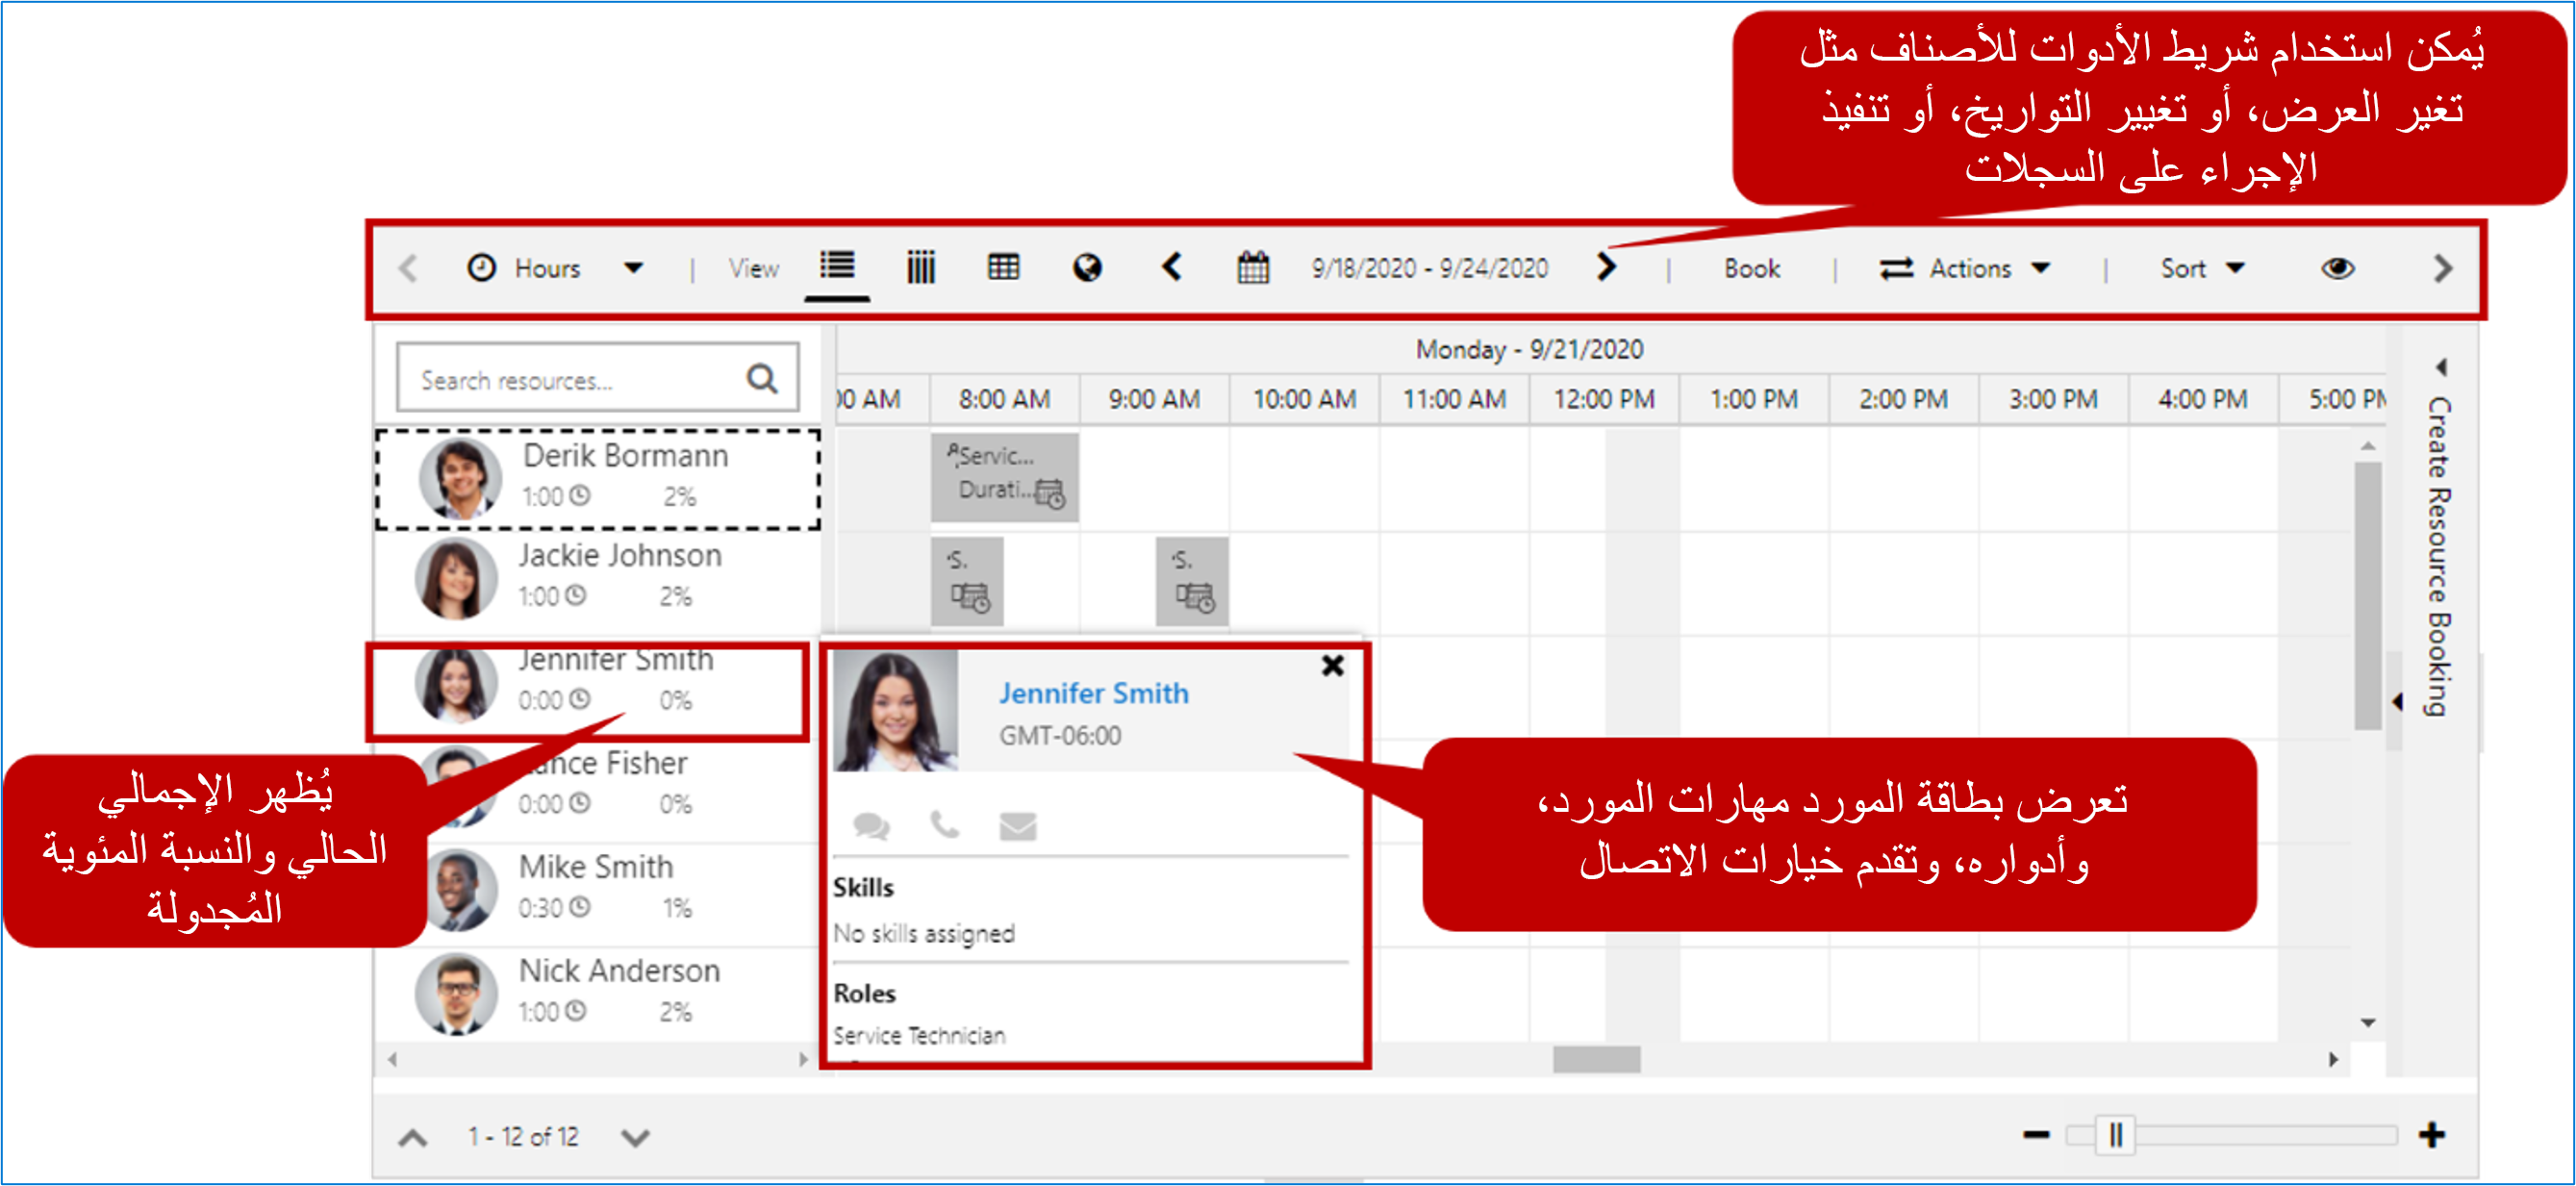 يُمكن استخدام شريط الأدوات للأصناف مثل
تغير العرض، أو تغيير التواريخ، أو تنفيذ
الإجراء على السجلات
Hours | View 9/18/2020 - 9/24/2020 | Book | Actions | Sort
Search resources...
Monday - 9/21/2020
00 AM 8:00 AM 9:00 AM 10:00 AM 11:00 AM 12:00 PM 1:00 PM 2:00 PM 3:00 PM 4:00 PM 5:00 PM
Create Resource Booking
Derik Bormann
1:00 2%
Servic...
Durati...
Jackie Johnson
1:00 2%
S.
S.
Jennifer Smith
0:00 0%
Fisher
0:00 0%
Mike Smith
0:30 1%
Nick Anderson
1:00 2%
يُظهر الإجمالي
الحالي والنسبة المئوية
المُجدولة
Jennifer Smith
GMT-06:00
Skills
No skills assigned
Roles
Service Technician
تعرض بطاقة المورد مهارات المورد،
وأدواره، وتقدم خيارات الاتصال
1 - 12 of 12